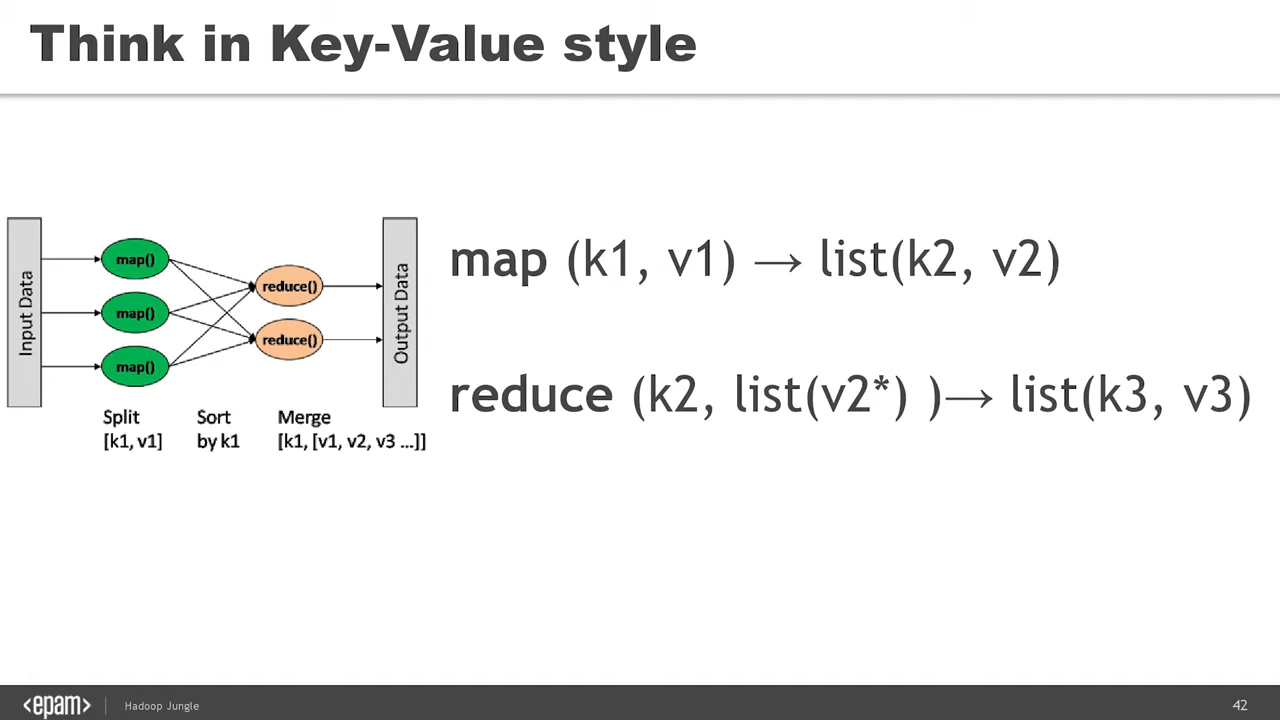 Think in Key-Value style
Input Data
map()
map()
map()
reduce()
reduce()
Output Data
Split
[k1, v1]
Sort
by k1
Merge
[k1, [v1, v2, v3 ...]]
map (k1, v1) → list(k2, v2)
reduce (k2, list(v2*) )→ list(k3, v3)
<epam>
Hadoop Jungle
42